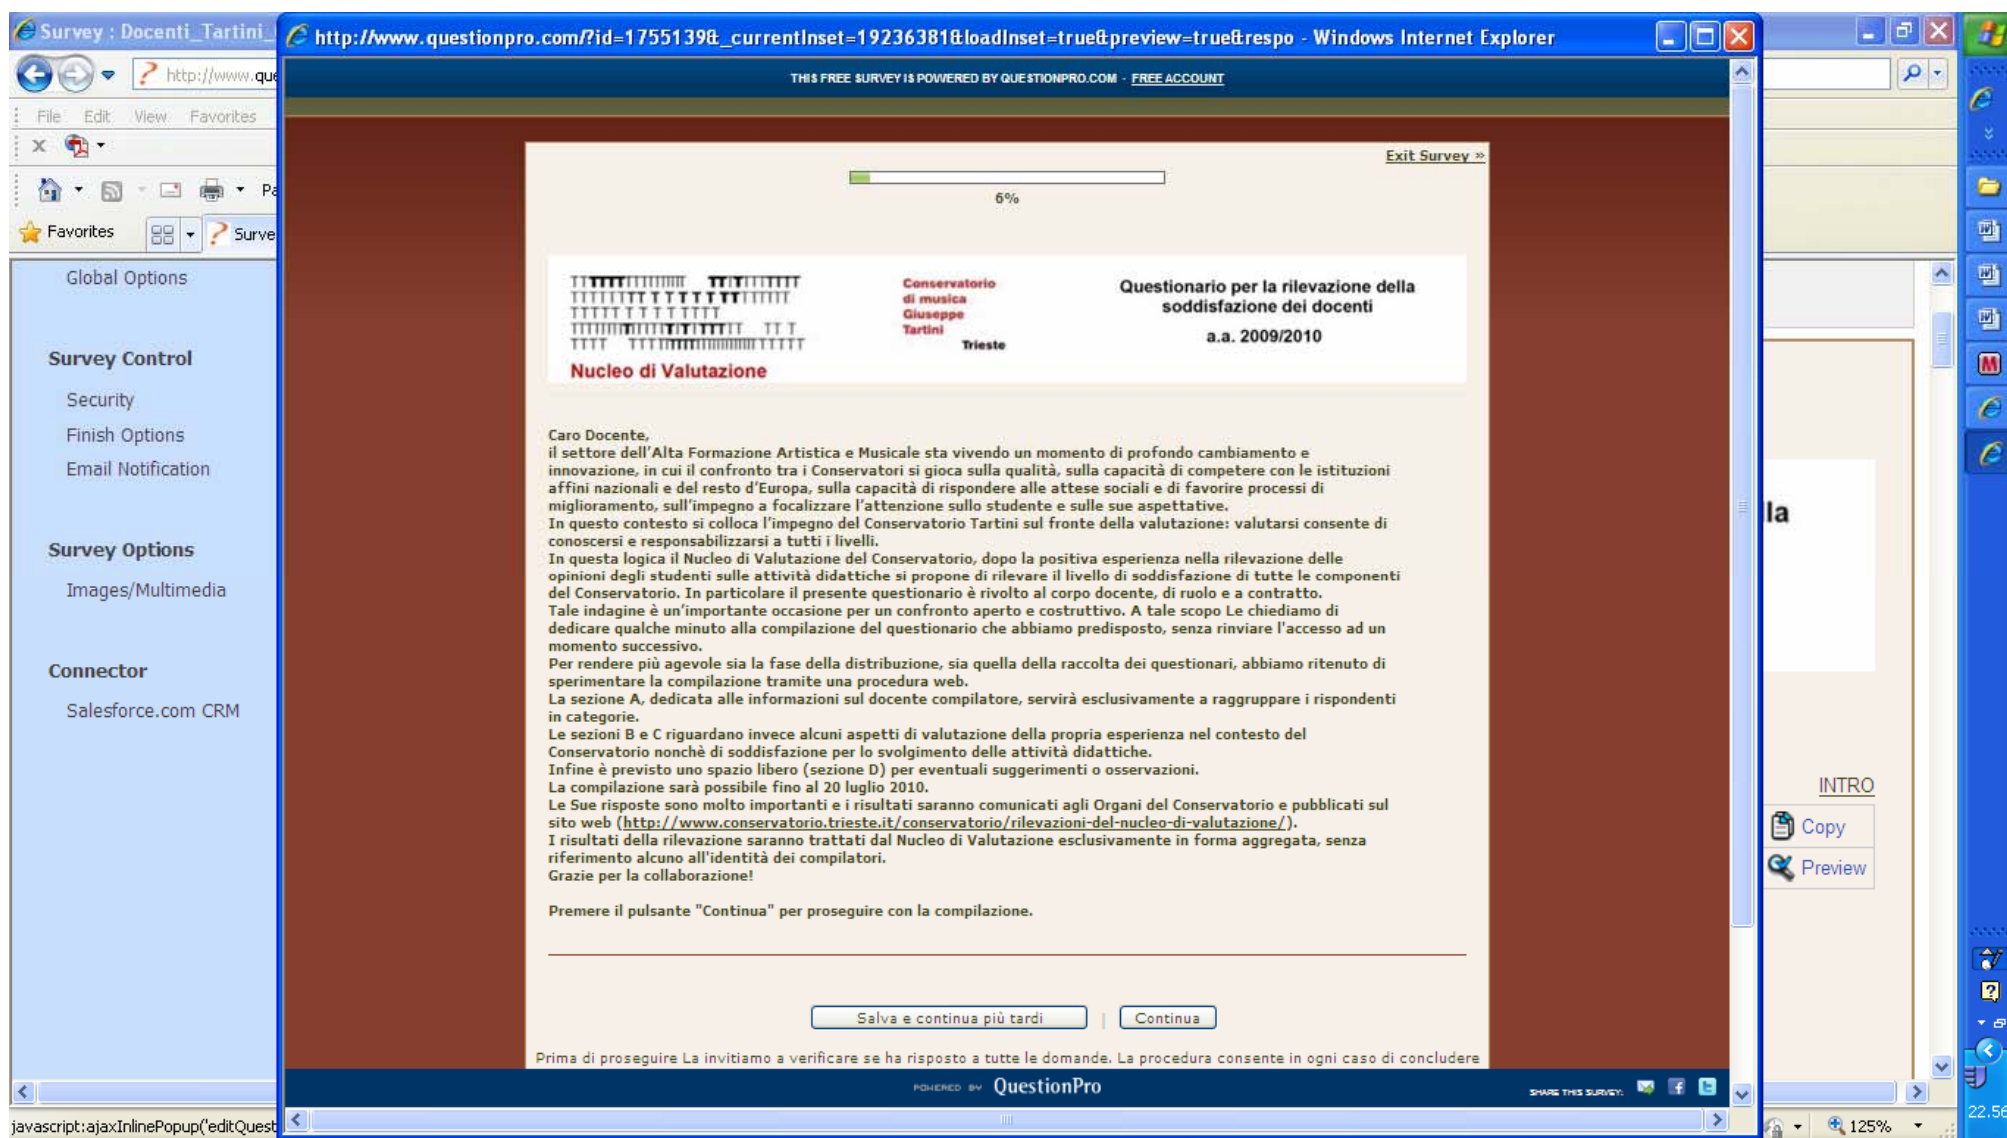 Survey : Docenti_Tartini_
http://www.questionpro.com/?id=1755139&_currentInset=19236381&loadInset=true&preview=true&respo - Windows Internet Explorer
http://www.que
File Edit View Favorites
Favorites
Surve
Global Options
Survey Control
Security
Finish Options
Email Notification
Survey Options
Images/Multimedia
Connector
Salesforce.com CRM
THIS FREE SURVEY IS POWERED BY QUESTIONPRO.COM - FREE ACCOUNT
Exit Survey »
6%
Conservatorio
di musica
Giuseppe
Tartini
Trieste
Nucleo di Valutazione
Questionario per la rilevazione della
soddisfazione dei docenti
a.a. 2009/2010
Caro Docente,
il settore dell'Alta Formazione Artistica e Musicale sta vivendo un momento di profondo cambiamento e
innovazione, in cui il confronto tra i Conservatori si gioca sulla qualità, sulla capacità di competere con le istituzioni
affini nazionali e del resto d'Europa, sulla capacità di rispondere alle attese sociali e di favorire processi di
miglioramento, sull'impegno a focalizzare l'attenzione sullo studente e sulle sue aspettative.
In questo contesto si colloca l'impegno del Conservatorio Tartini sul fronte della valutazione: valutarsi consente di
conoscersi e responsabilizzarsi a tutti i livelli.
In questa logica il Nucleo di Valutazione del Conservatorio, dopo la positiva esperienza nella rilevazione delle
opinioni degli studenti sulle attività didattiche si propone di rilevare il livello di soddisfazione di tutte le componenti
del Conservatorio. In particolare il presente questionario è rivolto al corpo docente, di ruolo e a contratto.
Tale indagine è un'importante occasione per un confronto aperto e costruttivo. A tale scopo Le chiediamo di
dedicare qualche minuto alla compilazione del questionario che abbiamo predisposto, senza rinviare l'accesso ad un
momento successivo.
Per rendere più agevole sia la fase della distribuzione, sia quella della raccolta dei questionari, abbiamo ritenuto di
sperimentare la compilazione tramite una procedura web.
La sezione A, dedicata alle informazioni sul docente compilatore, servirà esclusivamente a raggruppare i rispondenti
in categorie.
Le sezioni B e C riguardano invece alcuni aspetti di valutazione della propria esperienza nel contesto del
Conservatorio nonchè di soddisfazione per lo svolgimento delle attività didattiche.
Infine è previsto uno spazio libero (sezione D) per eventuali suggerimenti o osservazioni.
La compilazione sarà possibile fino al 20 luglio 2010.
Le Sue risposte sono molto importanti e i risultati saranno comunicati agli Organi del Conservatorio e pubblicati sul
sito web (http://www.conservatorio.trieste.it/conservatorio/rilevazioni-del-nucleo-di-valutazione/).
I risultati della rilevazione saranno trattati dal Nucleo di Valutazione esclusivamente in forma aggregata, senza
riferimento alcuno all'identità dei compilatori.
Grazie per la collaborazione!
Premere il pulsante "Continua" per proseguire con la compilazione.
Salva e continua più tardi | Continua
Prima di proseguire La invitiamo a verificare se ha risposto a tutte le domande. La procedura consente in ogni caso di concludere
POWERED BY QuestionPro
SHARE THIS SURVEY:
lla
INTRO
Copy
Preview
javascript:ajaxInlinePopup('editQuest
125%
22.56